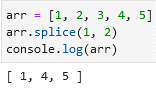 arr = [1, 2, 3, 4, 5]
arr.splice(1, 2)
console.log(arr)
[ 1, 4, 5 ]